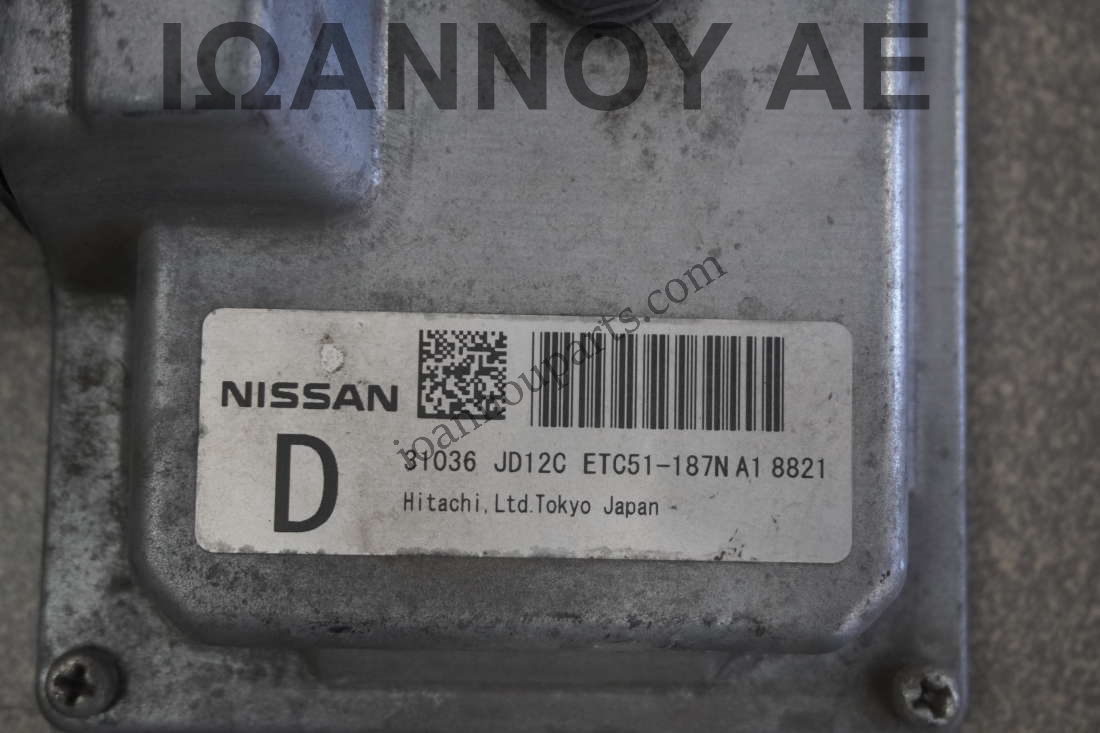 ΙΩΑΝΝΟΥ ΑΕ
ioannouparts.com
NISSAN
D
31036 JD12C ETC51-187N A1 8821
Hitachi, Ltd. Tokyo Japan